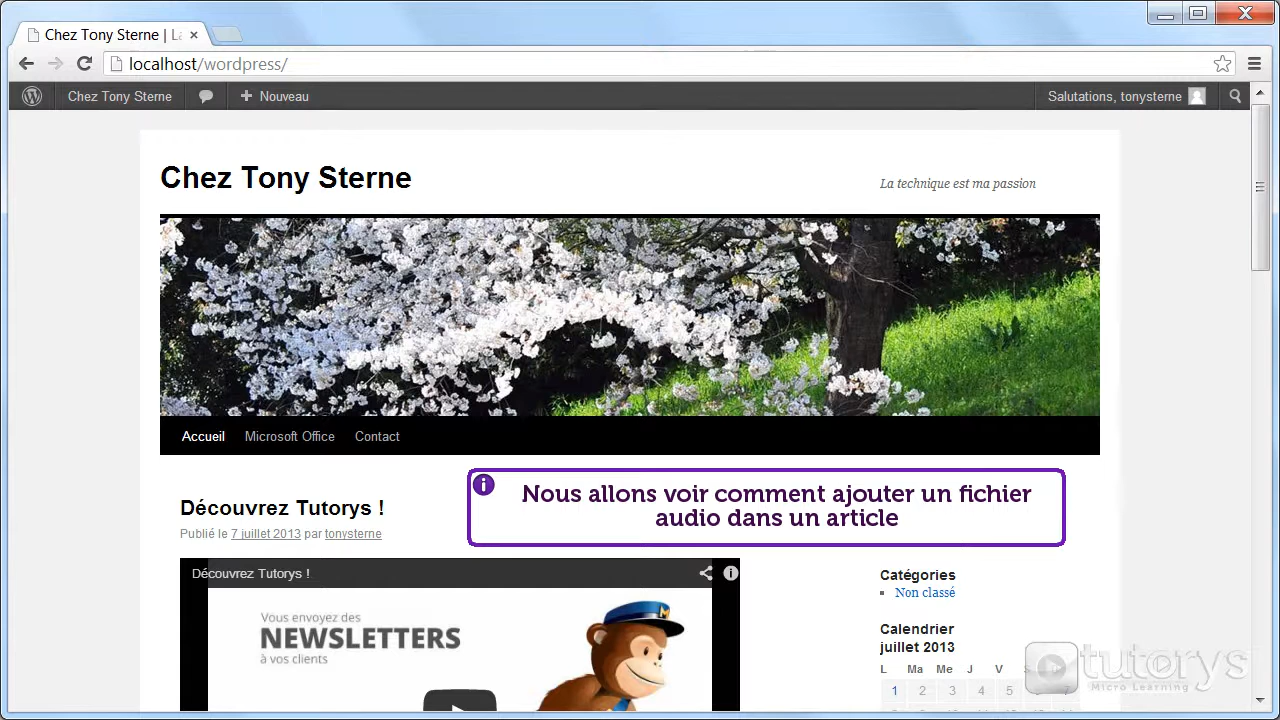 Chez Tony Sterne | La
localhost/wordpress/
Chez Tony Sterne
Nouveau
Salutations, tonysterne
Chez Tony Sterne
La technique est ma passion
Accueil Microsoft Office Contact
Nous allons voir comment ajouter un fichier
audio dans un article
Découvrez Tutorys !
Publié le 7 juillet 2013 par tonysterne
Découvrez Tutorys !
Vous envoyez des
NEWSLETTERS
à vos clients
Catégories
Non classé
Calendrier
juillet 2013
L Ma Me J V S
1 2 3 4 5 6 7
tutorys
Micro Learning